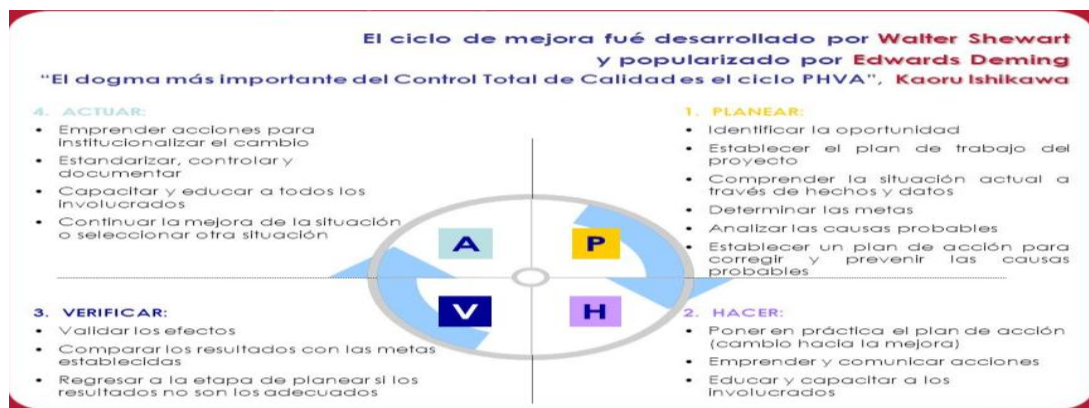 El ciclo de mejora fué desarrollado por Walter Shewart
y popularizado por Edwards Deming
"El dogma más importante del Control Total de Calidad es el ciclo PHVA", Kaoru Ishikawa
4. ACTUAR:
• Emprender acciones para
institucionalizar el cambio
• Estandarizar, controlar y
documentar
• Capacitar y educar a todos los
involucrados
• Continuar la mejora de la situación
o seleccionar otra situación
1. PLANEAR:
• Identificar la oportunidad
• Establecer el plan de trabajo del
proyecto
• Comprender la situación actual a
través de hechos y datos
• Determinar las metas
• Analizar las causas probables
• Establecer un plan de acción para
corregir y prevenir las causas
probables
A
P
V
H
3. VERIFICAR:
• Validar los efectos
• Comparar los resultados con las metas
establecidas
• Regresar a la etapa de planear si los
resultados no son los adecuados
2. HACER:
• Poner en práctica el plan de acción
(cambio hacia la mejora)
• Emprender y comunicar acciones
• Educar y capacitar a los
involucrados